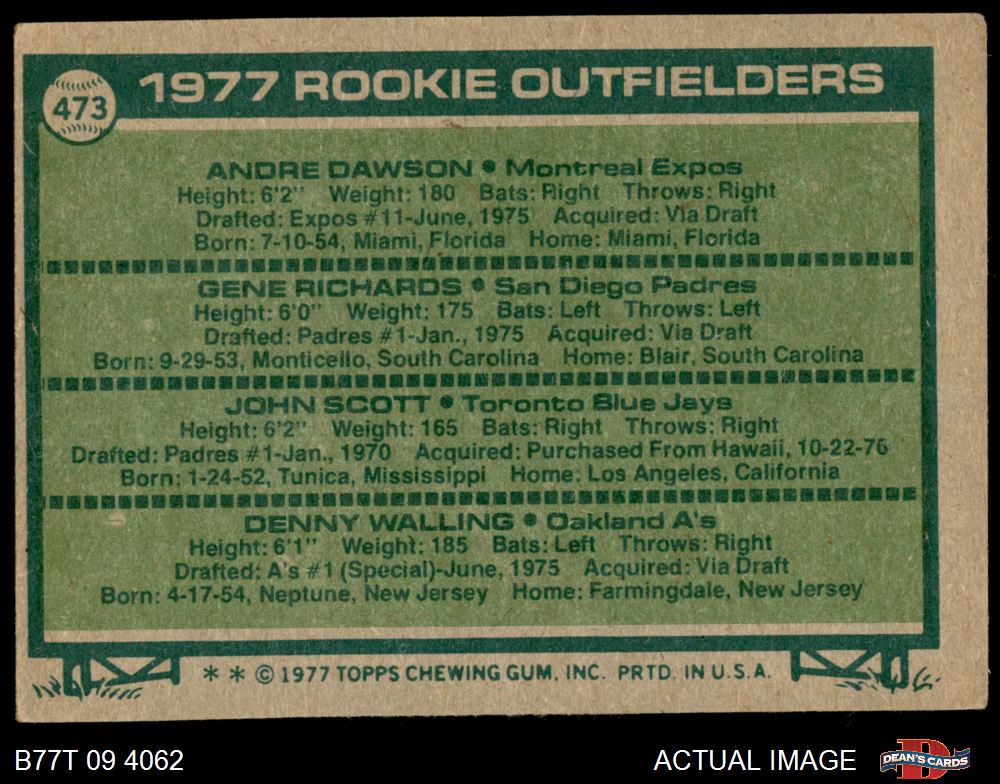 473
1977 ROOKIE OUTFIELDERS
ANDRE DAWSON • Montreal Expos
Height: 6'2" Weight: 180 Bats: Right Throws: Right
Drafted: Expos #11-June, 1975 Acquired: Via Draft
Born: 7-10-54, Miami, Florida Home: Miami, Florida
GENE RICHARDS • San Diego Padres
Height: 6'0" Weight: 175 Bats: Left Throws: Left
Drafted: Padres #1-Jan., 1975 Acquired: Via Draft
Born: 9-29-53, Monticello, South Carolina Home: Blair, South Carolina
JOHN SCOTT • Toronto Blue Jays
Height: 6'2" Weight: 165 Bats: Right Throws: Right
Drafted: Padres #1-Jan., 1970 Acquired: Purchased From Hawaii, 10-22-76
Born: 1-24-52, Tunica, Mississippi Home: Los Angeles, California
DENNY WALLING • Oakland A's
Height: 6'1" Weight: 185 Bats: Left Throws: Right
Drafted: A's #1 (Special)-June, 1975 Acquired: Via Draft
Born: 4-17-54, Neptune, New Jersey Home: Farmingdale, New Jersey
* * © 1977 TOPPS CHEWING GUM, INC. PRTD. IN U.S.A.
B77T 09 4062 ACTUAL IMAGE
D DEAN'S CARDS